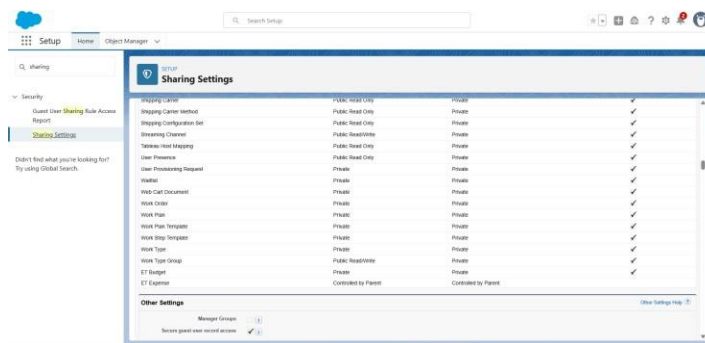 Search Setup
Setup Home Object Manager
sharing
Security
Guest User Sharing Rule Access
Report
Sharing Settings
Didn't find what you're looking for?
Try using Global Search.
SETUP
Sharing Settings
Shipping Carrier Public Read Only Private
Shipping Carrier Method Public Read Only Private
Shipping Configuration Set Public Read Only Private
Streaming Channel Public Read/Write Private
Tableau Host Mapping Public Read Only Private
User Presence Public Read Only Private
User Provisioning Request Private Private
Waitlist Private Private
Web Cart Document Private Private
Work Order Private Private
Work Plan Private Private
Work Plan Template Private Private
Work Step Template Private Private
Work Type Private Private
Work Type Group Public Read/Write Private
ET Budget Private Private
ET Expense Controlled by Parent Controlled by Parent
Other Settings Other Settings Help ?
Manager Groups i
Secure guest user record access i